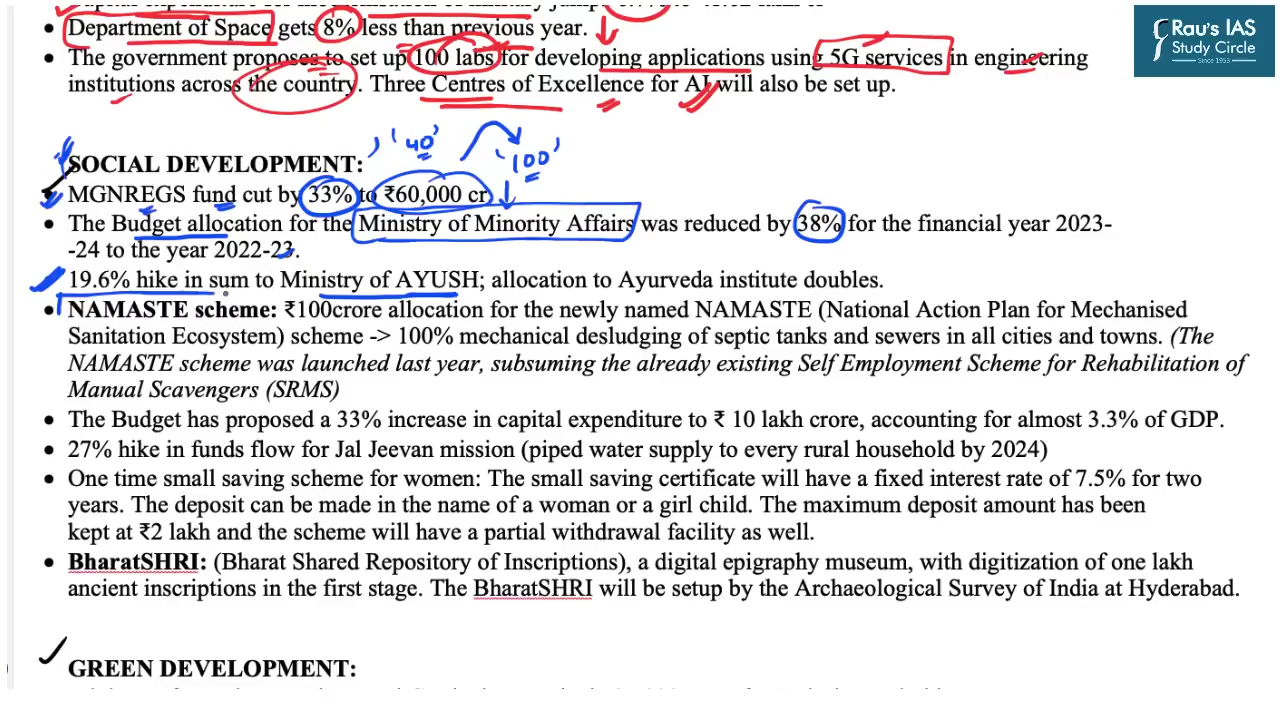 Department of Space gets 8% less than previous year.
Rau's IAS
Study Circle
Since 1953
• The government proposes to set up 100 labs for developing applications using 5G services in engineering
institutions across the country. Three Centres of Excellence for AI will also be set up.
SOCIAL DEVELOPMENT:
'40'
'100'
MGNREGS fund cut by 33% to ₹60,000 cr
• The Budget allocation for the Ministry of Minority Affairs was reduced by 38% for the financial year 2023-
-24 to the year 2022-23.
19.6% hike in sum to Ministry of AYUSH; allocation to Ayurveda institute doubles.
• NAMASTE scheme: ₹100crore allocation for the newly named NAMASTE (National Action Plan for Mechanised
Sanitation Ecosystem) scheme -> 100% mechanical desludging of septic tanks and sewers in all cities and towns. (The
NAMASTE scheme was launched last year, subsuming the already existing Self Employment Scheme for Rehabilitation of
Manual Scavengers (SRMS)
• The Budget has proposed a 33% increase in capital expenditure to ₹ 10 lakh crore, accounting for almost 3.3% of GDP.
• 27% hike in funds flow for Jal Jeevan mission (piped water supply to every rural household by 2024)
• One time small saving scheme for women: The small saving certificate will have a fixed interest rate of 7.5% for two
years. The deposit can be made in the name of a woman or a girl child. The maximum deposit amount has been
kept at ₹2 lakh and the scheme will have a partial withdrawal facility as well.
• BharatSHRI: (Bharat Shared Repository of Inscriptions), a digital epigraphy museum, with digitization of one lakh
ancient inscriptions in the first stage. The BharatSHRI will be setup by the Archaeological Survey of India at Hyderabad.
GREEN DEVELOPMENT: